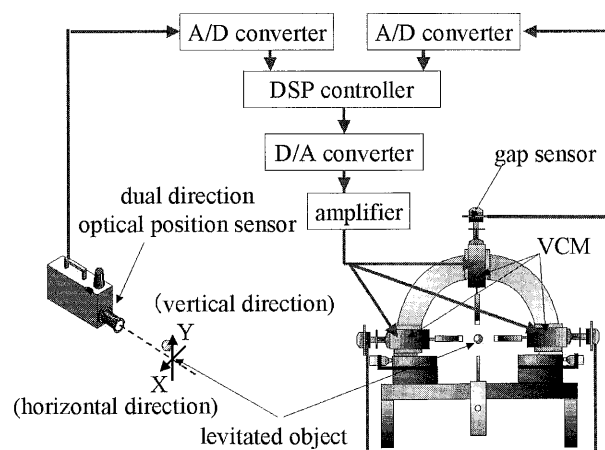 A/D converter
A/D converter
DSP controller
D/A converter
gap sensor
dual direction
optical position sensor
amplifier
VCM
(vertical direction)
Y
X
(horizontal direction)
levitated object